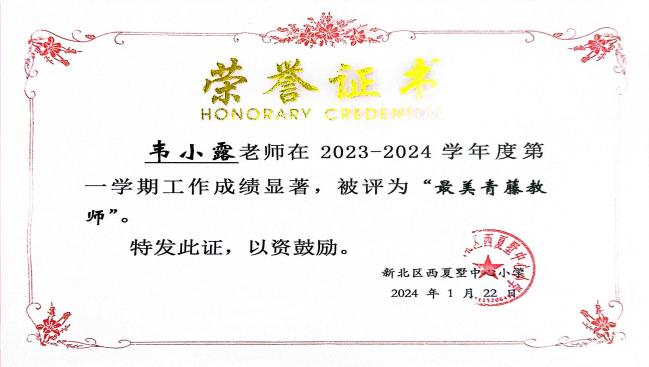 荣誉证书
HONORARY CREDENTIAL
韦小露老师在 2023-2024 学年度第
一学期工作成绩显著，被评为“最美青藤教
师”。
特发此证，以资鼓励。
新北区西夏墅中心小学
2024 年 1 月 22 日